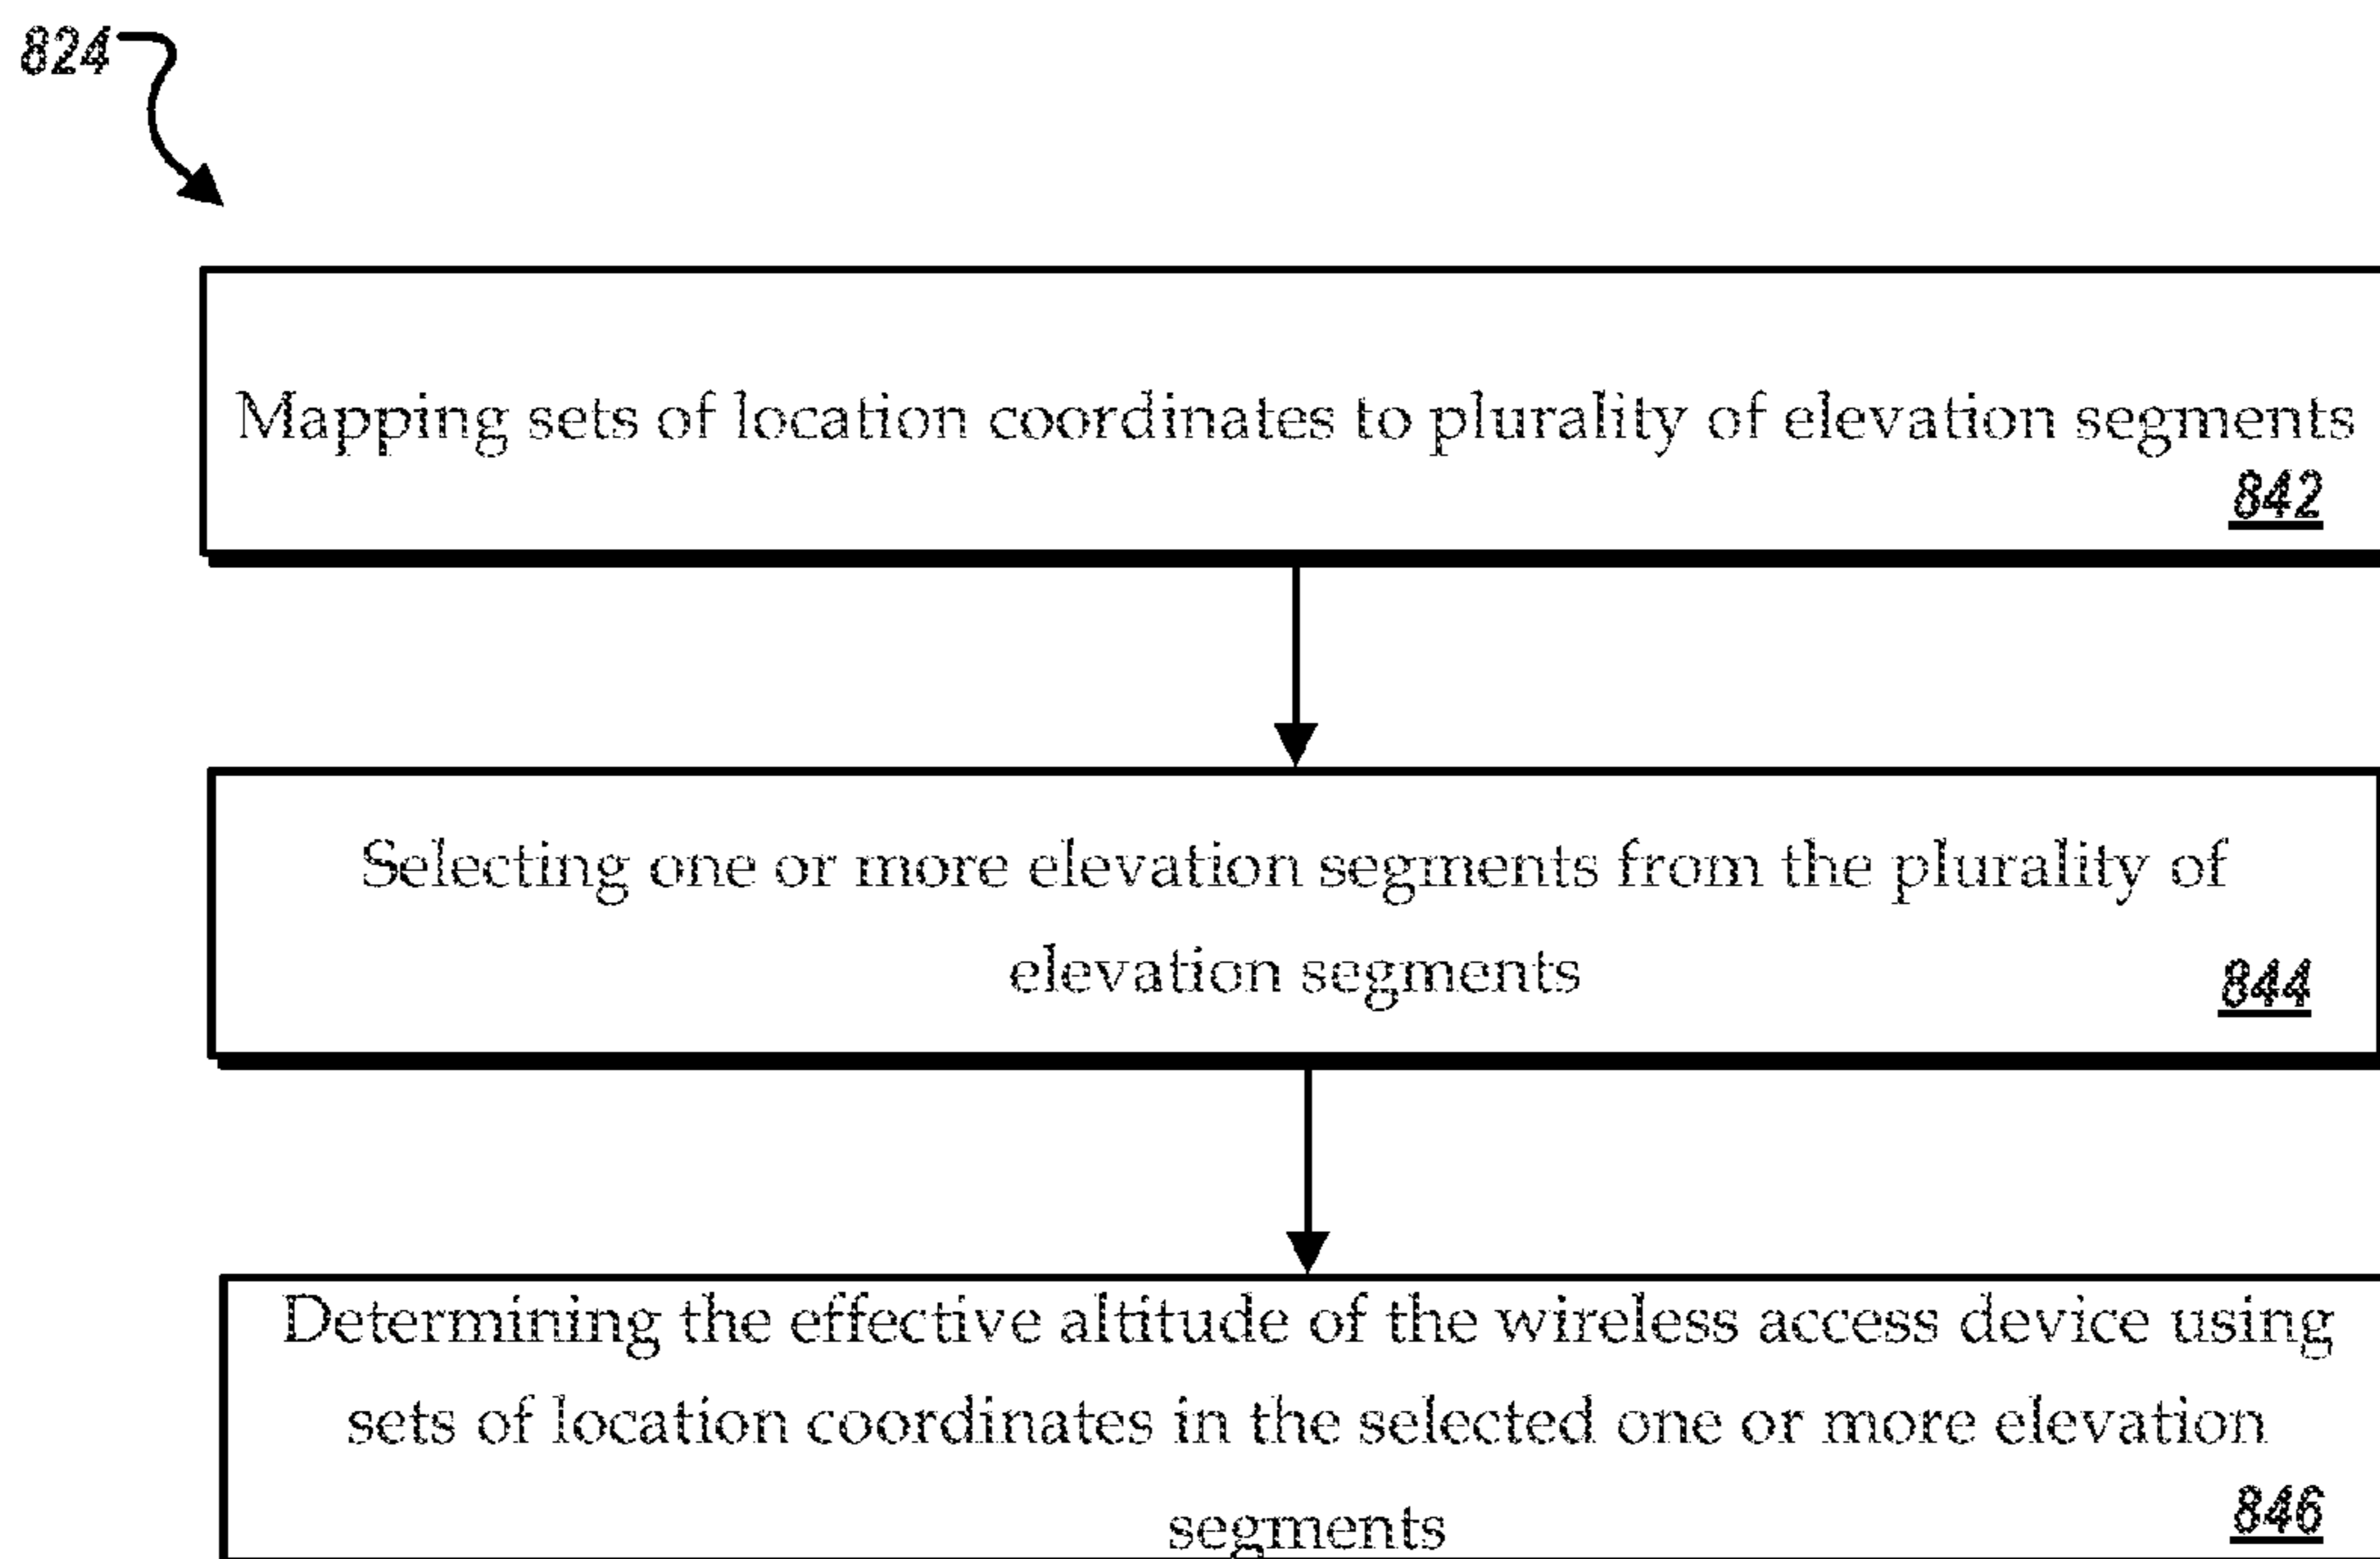 824
Mapping sets of location coordinates to plurality of elevation segments
842
Selecting one or more elevation segments from the plurality of
elevation segments
844
Determining the effective altitude of the wireless access device using
sets of location coordinates in the selected one or more elevation
segments
846